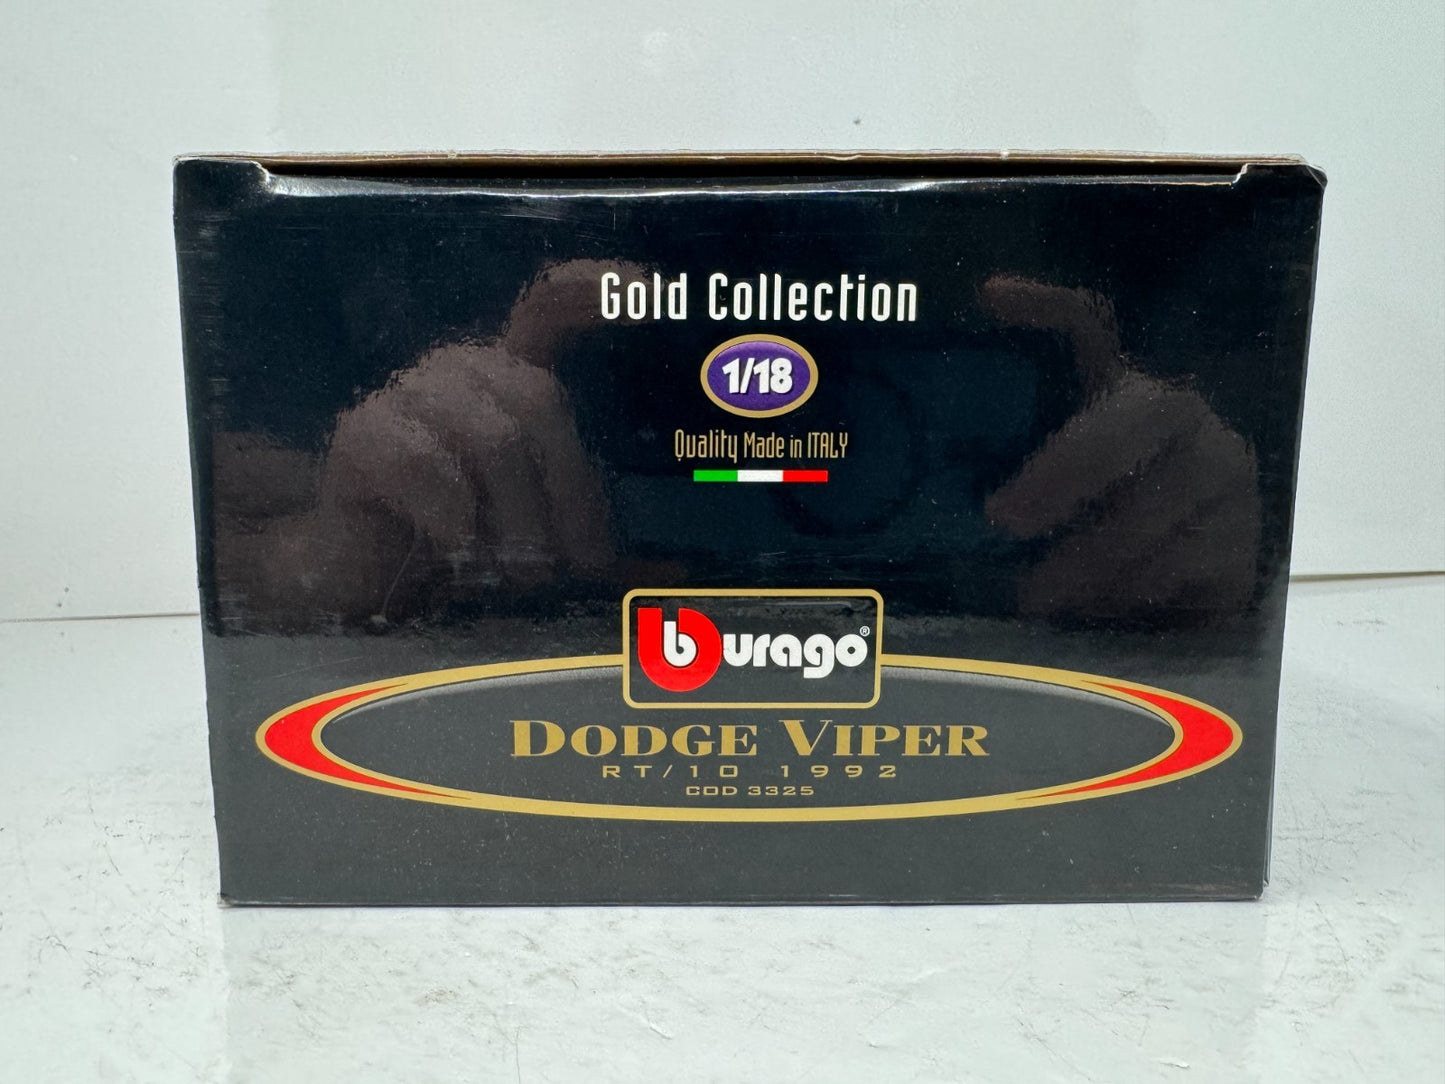 Gold Collection
1/18
Quality Made in ITALY
burago®
DODGE VIPER
RT/10 1992
COD 3325